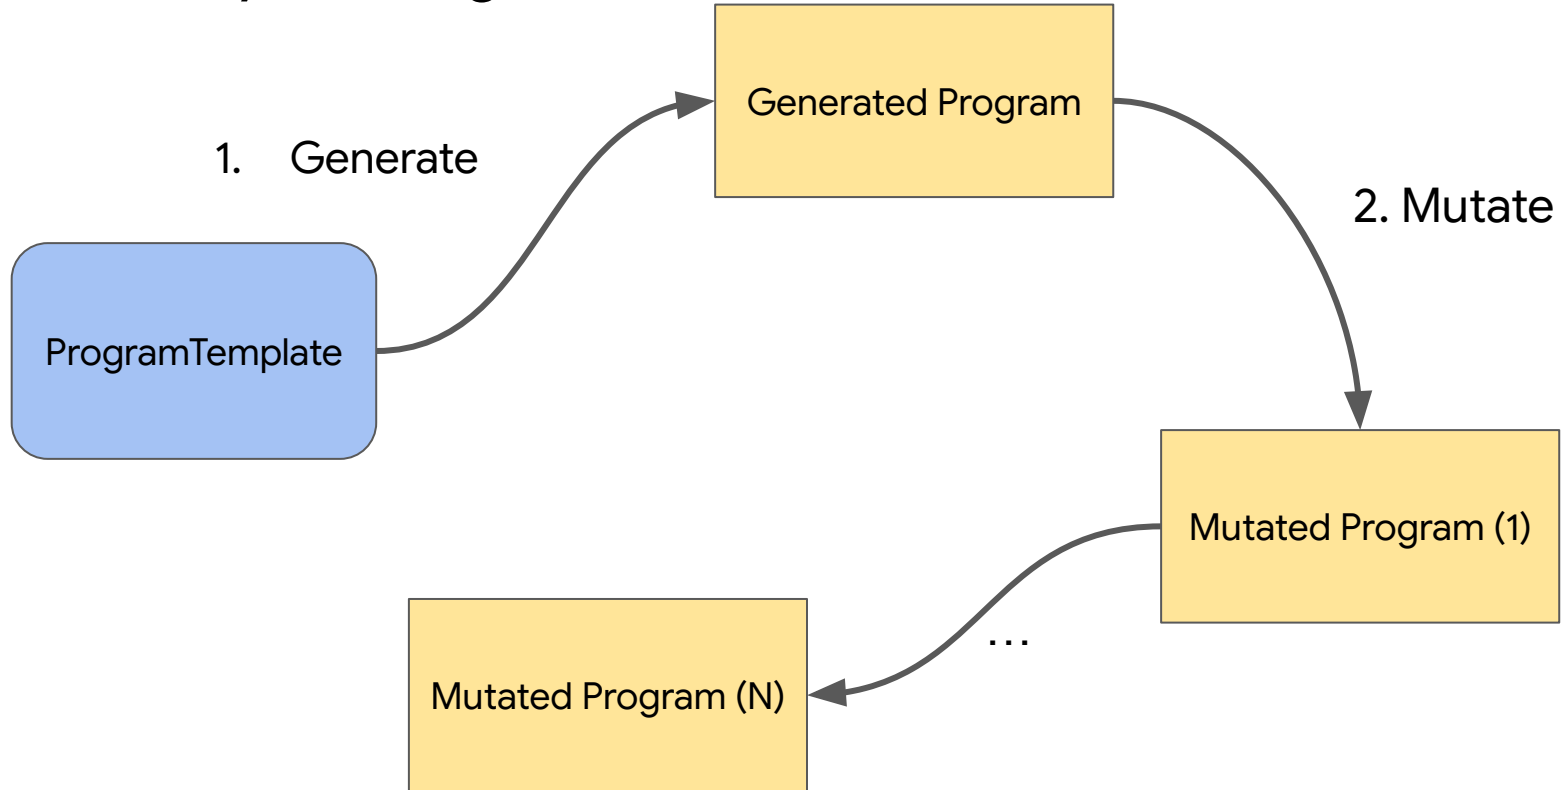 Generated Program
1. Generate
2. Mutate
ProgramTemplate
Mutated Program (1)
...
Mutated Program (N)